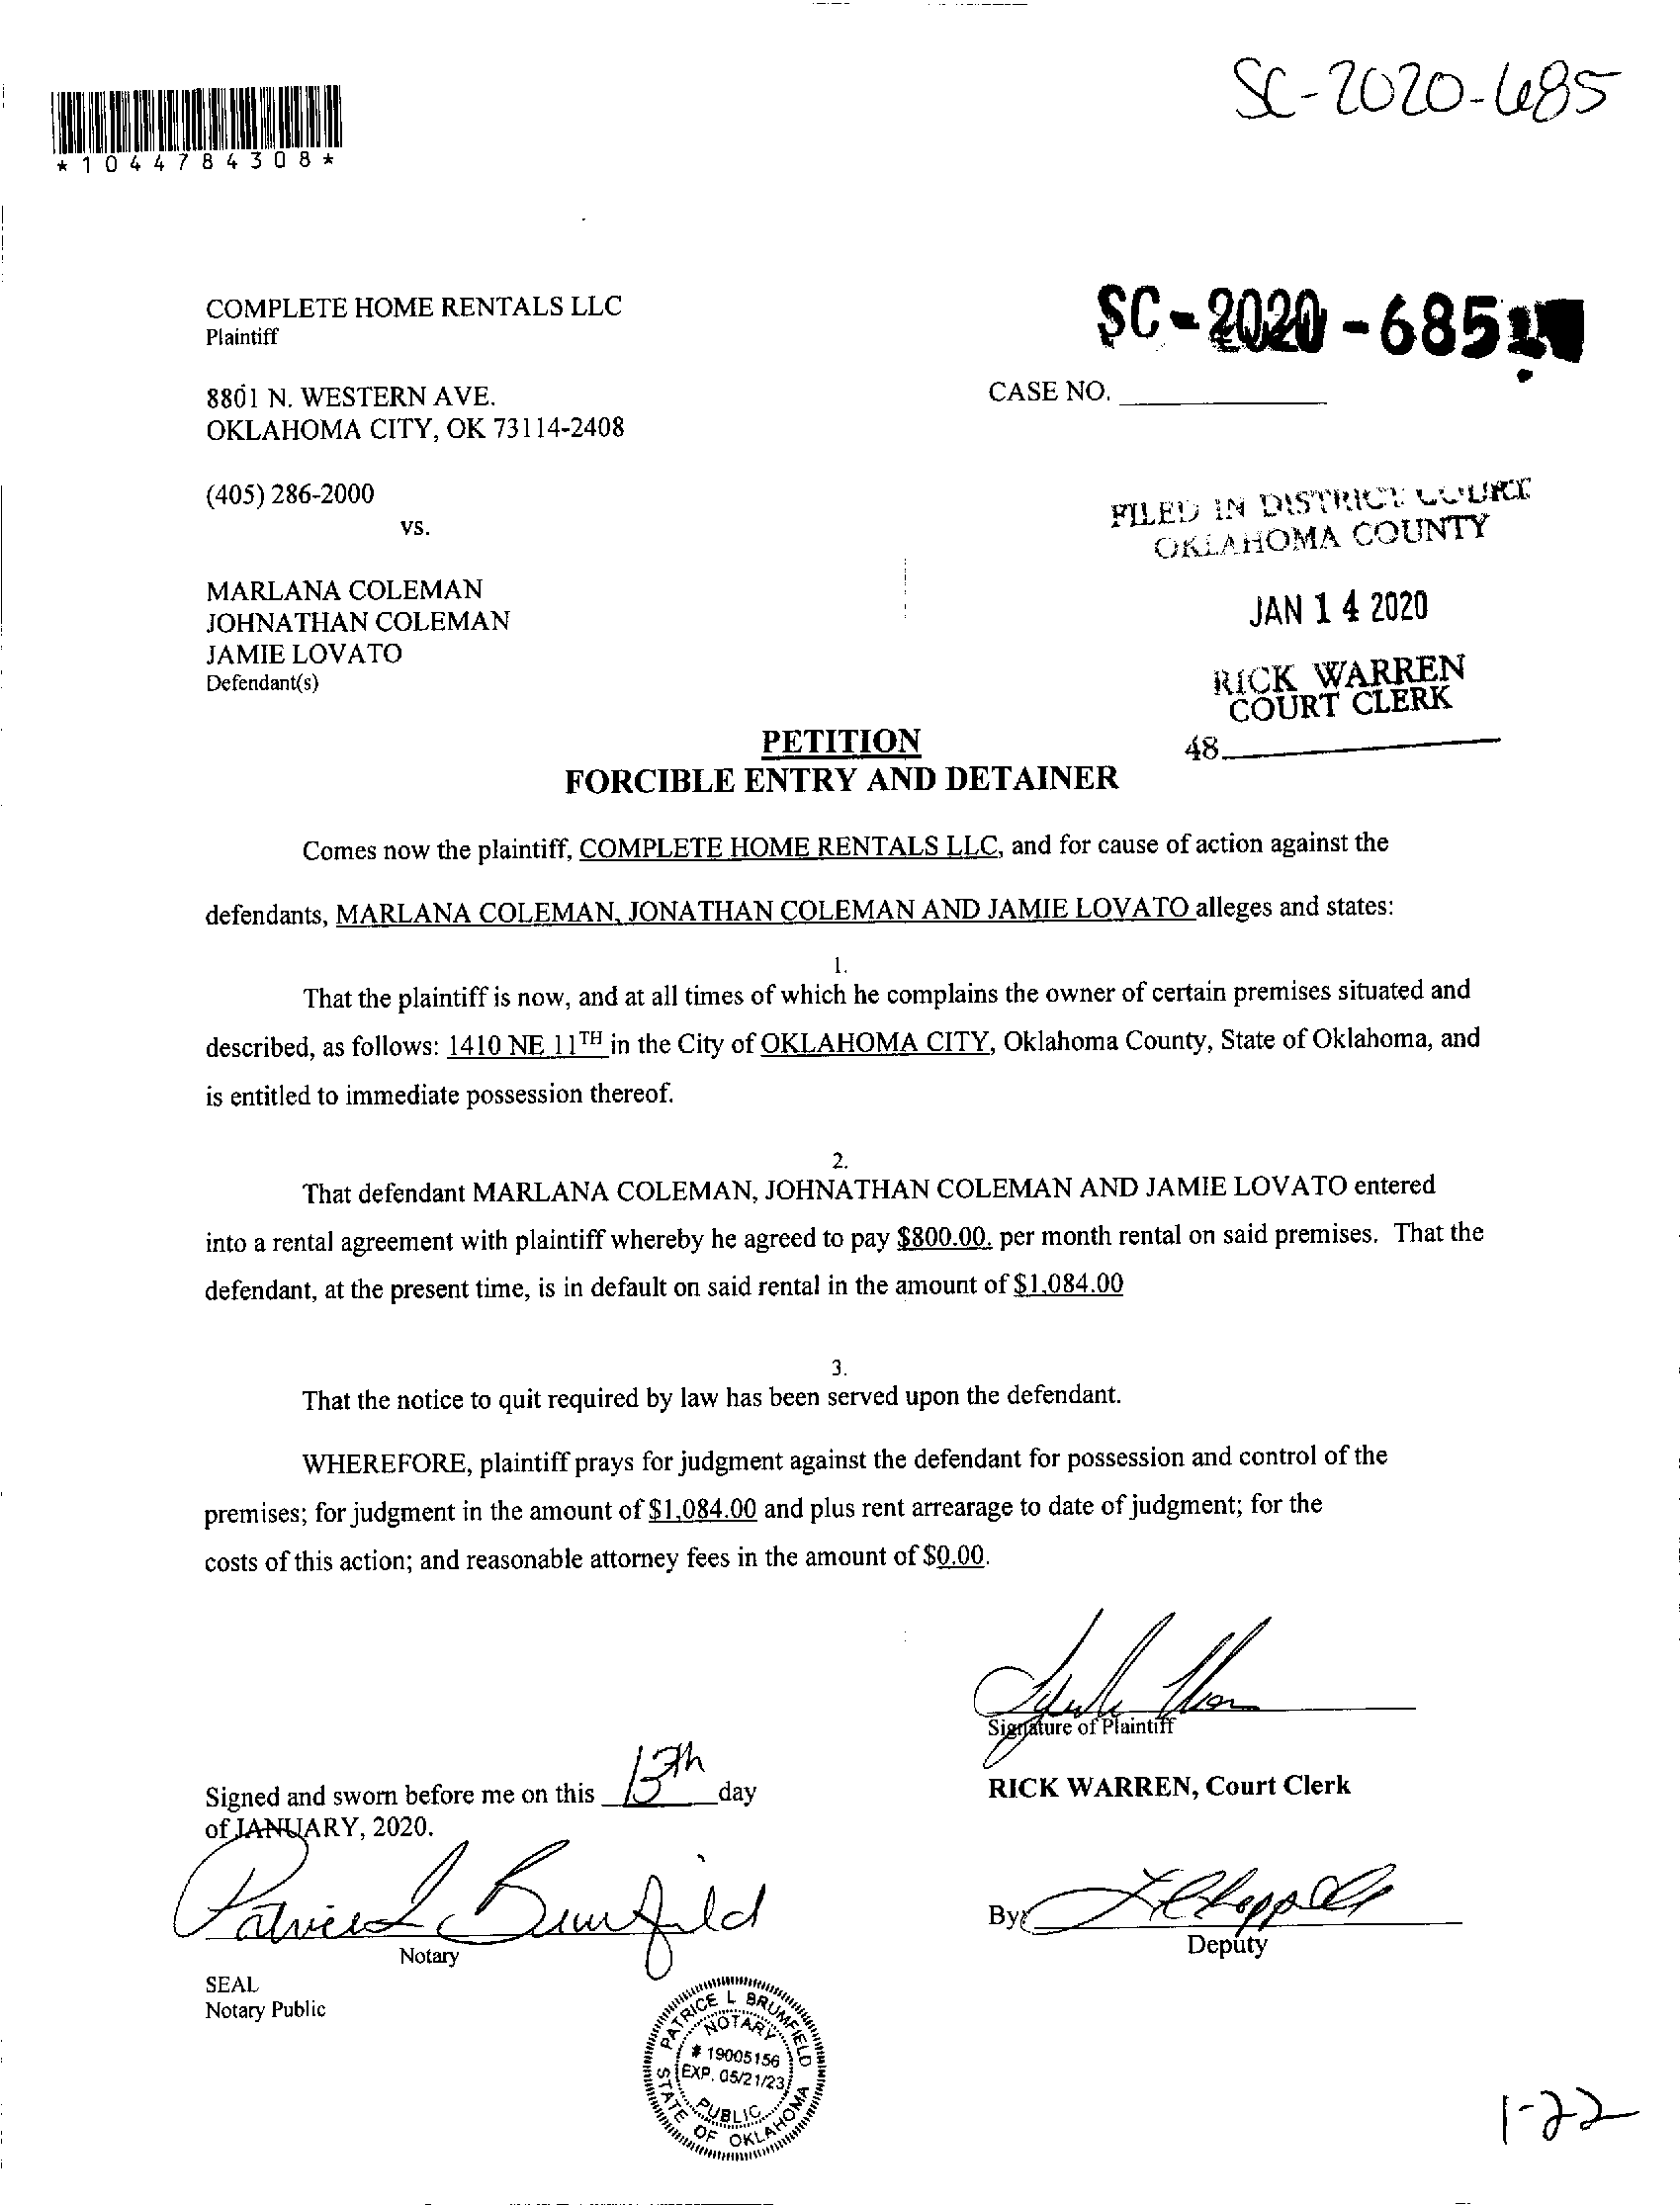 SC-2020-685
*1044784308*
COMPLETE HOME RENTALS LLC
Plaintiff
SC-2020-685
8801 N. WESTERN AVE.
CASE NO.
OKLAHOMA CITY, OK 73114-2408
(405) 286-2000
FILED IN DISTRICT COURT
vs.
OKLAHOMA COUNTY
MARLANA COLEMAN
JAN 14 2020
JOHNATHAN COLEMAN
JAMIE LOVATO
RICK WARREN
Defendant(s)
COURT CLERK
PETITION
48
FORCIBLE ENTRY AND DETAINER
Comes now the plaintiff, COMPLETE HOME RENTALS LLC, and for cause of action against the
defendants, MARLANA COLEMAN, JONATHAN COLEMAN AND JAMIE LOVATO alleges and states:
1.
That the plaintiff is now, and at all times of which he complains the owner of certain premises situated and
described, as follows: 1410 NE 11TH in the City of OKLAHOMA CITY, Oklahoma County, State of Oklahoma, and
is entitled to immediate possession thereof.
2.
That defendant MARLANA COLEMAN, JOHNATHAN COLEMAN AND JAMIE LOVATO entered
into a rental agreement with plaintiff whereby he agreed to pay $800.00. per month rental on said premises. That the
defendant, at the present time, is in default on said rental in the amount of $1,084.00
3.
That the notice to quit required by law has been served upon the defendant.
WHEREFORE, plaintiff prays for judgment against the defendant for possession and control of the
premises; for judgment in the amount of $1,084.00 and plus rent arrearage to date of judgment; for the
costs of this action; and reasonable attorney fees in the amount of $0.00.
Signature of Plaintiff
Signed and sworn before me on this 13th day
RICK WARREN, Court Clerk
of JANUARY, 2020.
Patrice L Brumfield
By:
Notary
Deputy
SEAL
Notary Public
PATRICE L BRUMFIELD
NOTARY
# 19005156
EXP. 05/21/23
PUBLIC
STATE OF OKLAHOMA
1-22